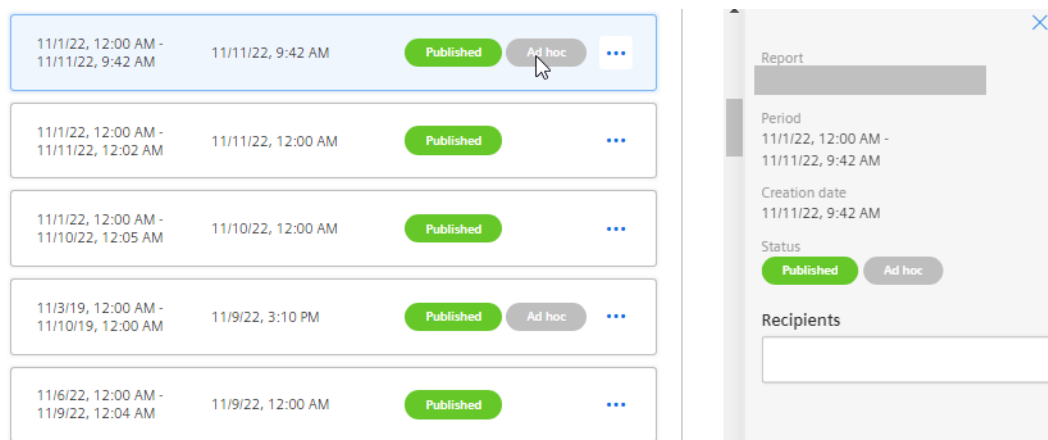 11/1/22, 12:00 AM -
11/11/22, 9:42 AM
11/11/22, 9:42 AM
Published
Ad hoc
11/1/22, 12:00 AM -
11/11/22, 12:02 AM
11/11/22, 12:00 AM
Published
11/1/22, 12:00 AM -
11/10/22, 12:05 AM
11/10/22, 12:00 AM
Published
11/3/19, 12:00 AM -
11/10/19, 12:00 AM
11/9/22, 3:10 PM
Published
Ad hoc
11/6/22, 12:00 AM -
11/9/22, 12:04 AM
11/9/22, 12:00 AM
Published
Report
Period
11/1/22, 12:00 AM -
11/11/22, 9:42 AM
Creation date
11/11/22, 9:42 AM
Status
Published
Ad hoc
Recipients